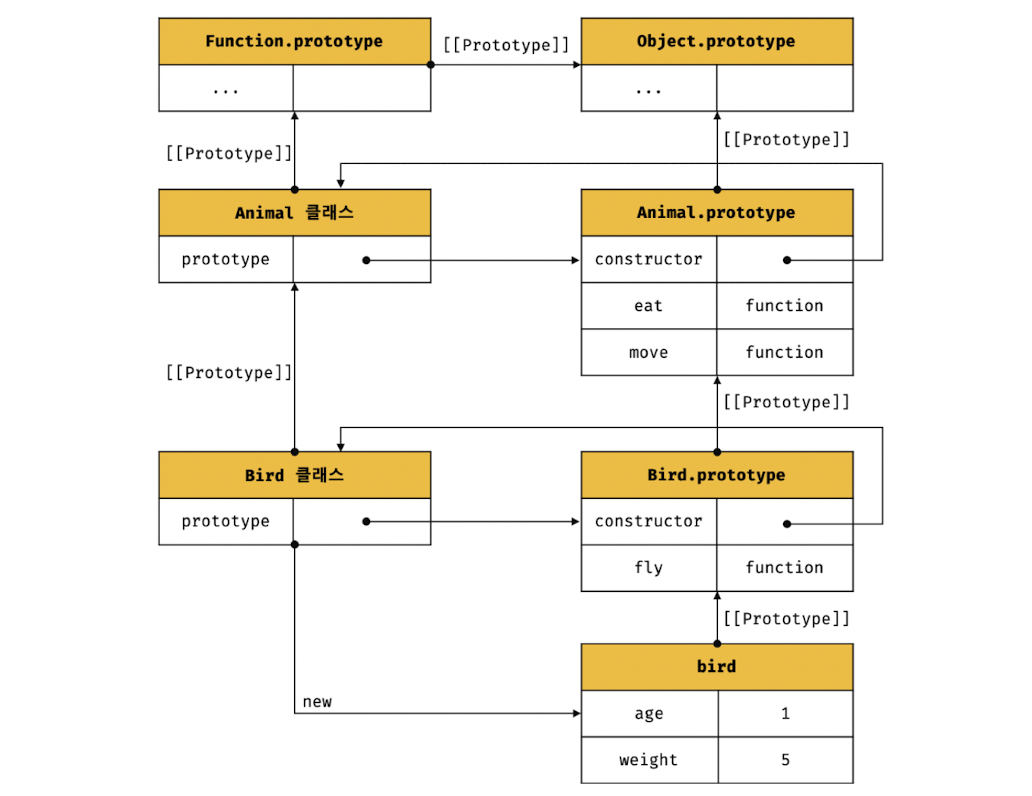 Function.prototype
[[Prototype]]
Object.prototype
...
...
[[Prototype]]
[[Prototype]]
Animal 클래스
Animal.prototype
prototype
constructor
eat
function
move
function
[[Prototype]]
[[Prototype]]
Bird 클래스
Bird.prototype
prototype
constructor
fly
function
[[Prototype]]
bird
new
age
1
weight
5